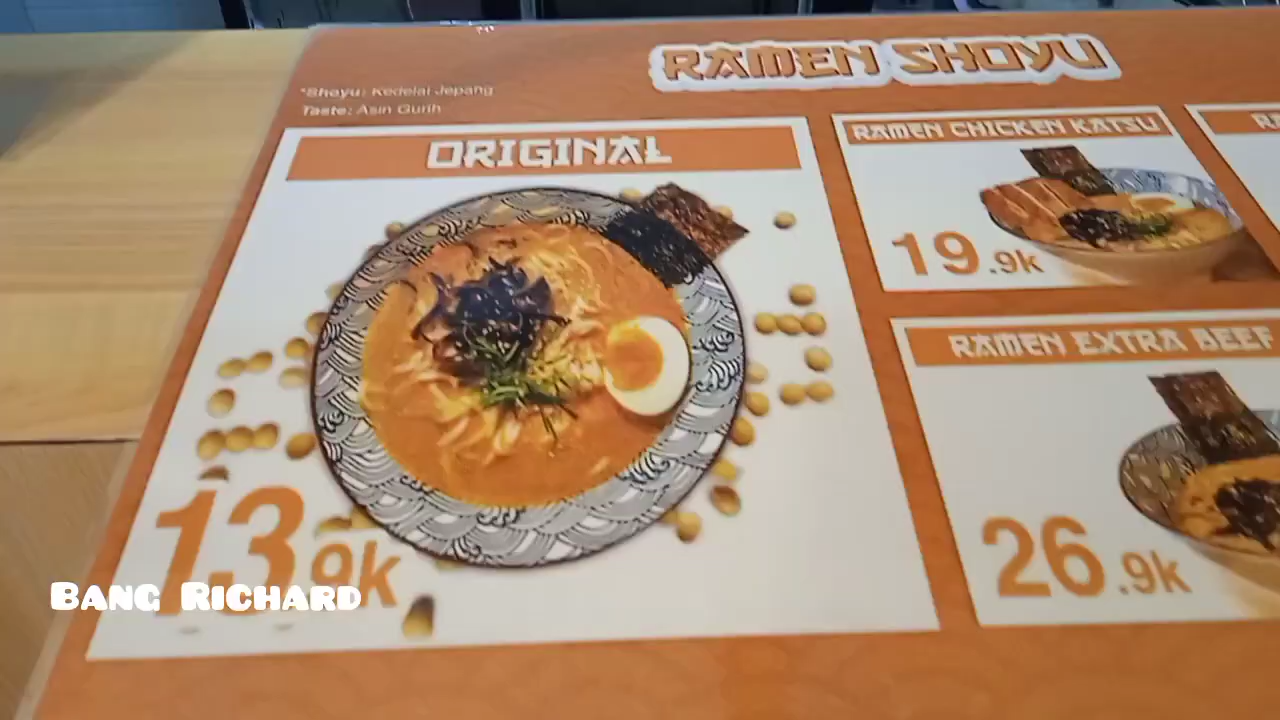 RAMEN SHOYU
*Shoyu: Kedelai Jepang
Taste: Asin Gurih
ORIGINAL
13.9k
RAMEN CHICKEN KATSU
19.9k
RAMEN EXTRA BEEF
26.9k
BANG RICHARD